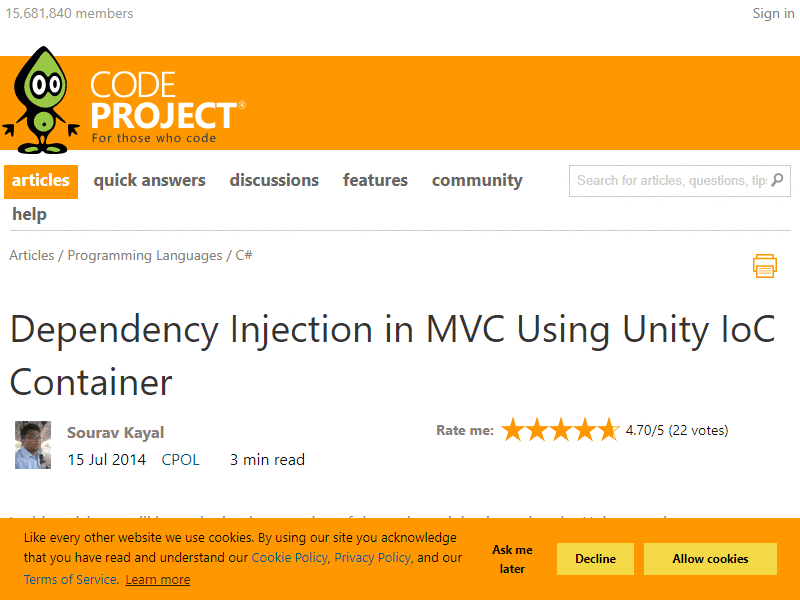 15,681,840 members
Sign in
CODE
PROJECT®
For those who code
articles quick answers discussions features community
Search for articles, questions, tips
help
Articles / Programming Languages / C#
Dependency Injection in MVC Using Unity IoC
Container
Sourav Kayal
Rate me: 4.70/5 (22 votes)
15 Jul 2014 CPOL 3 min read
Like every other website we use cookies. By using our site you acknowledge
that you have read and understand our Cookie Policy, Privacy Policy, and our
Terms of Service. Learn more
Ask me
later
Decline
Allow cookies